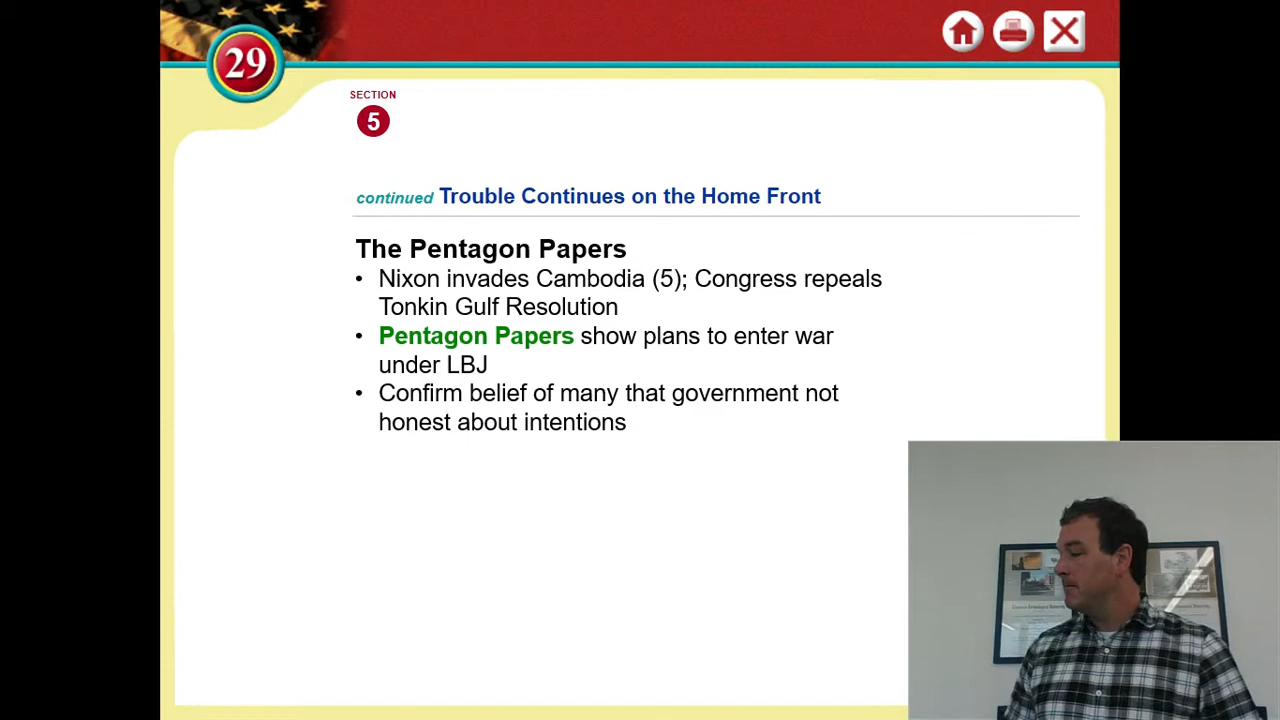 29
SECTION
5
continued Trouble Continues on the Home Front
The Pentagon Papers
• Nixon invades Cambodia (5); Congress repeals
Tonkin Gulf Resolution
• Pentagon Papers show plans to enter war
under LBJ
• Confirm belief of many that government not
honest about intentions